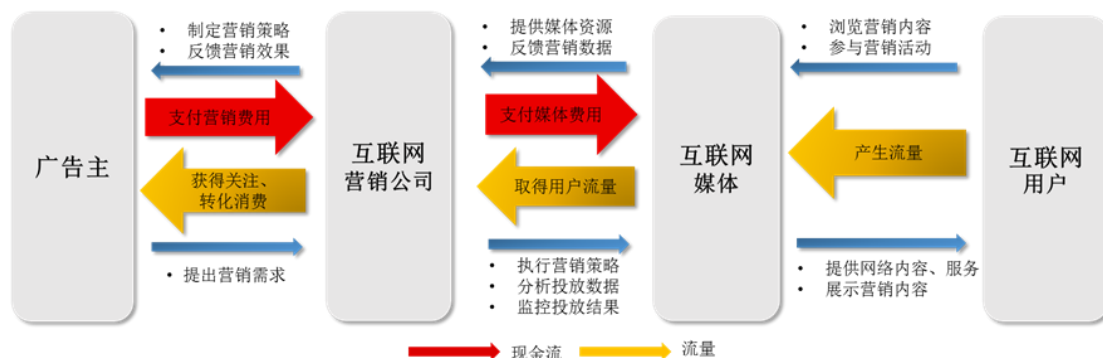 • 制定营销策略
• 反馈营销效果
• 提供媒体资源
• 反馈营销数据
• 浏览营销内容
• 参与营销活动
支付营销费用
支付媒体费用
广告主
互联网
营销公司
互联网
媒体
互联网
用户
产生流量
获得关注、
转化消费
取得用户流量
• 提出营销需求
• 执行营销策略
• 分析投放数据
• 监控投放结果
• 提供网络内容、服务
• 展示营销内容
现金流
流量